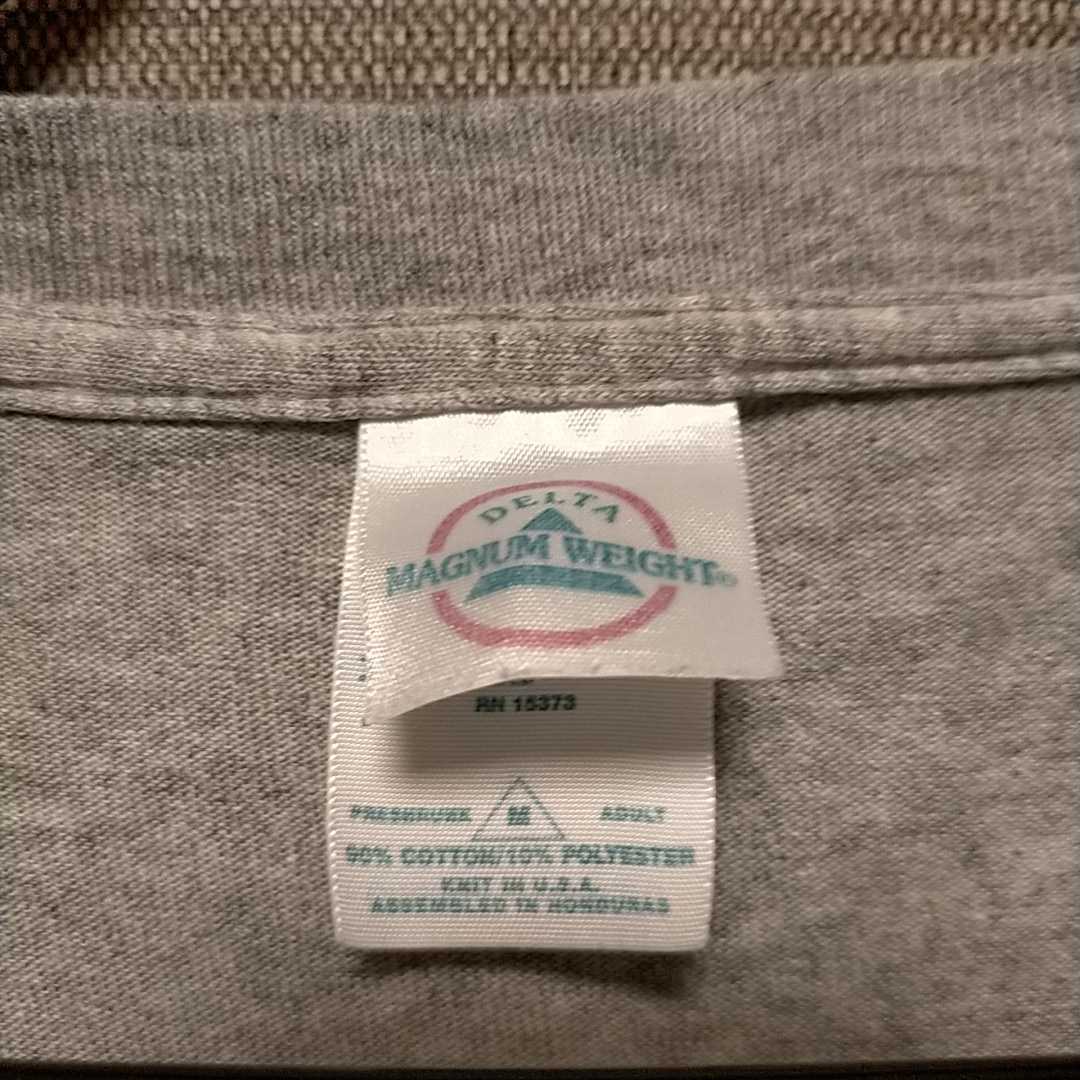 DELTA
MAGNUM WEIGHT®
RN 15373
PRESHRUNK M ADULT
90% COTTON/10% POLYESTER
KNIT IN U.S.A.
ASSEMBLED IN HONDURAS